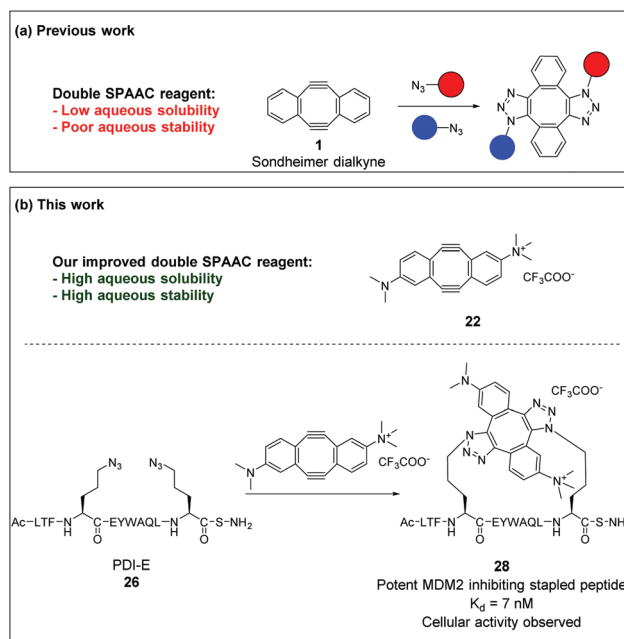 (a) Previous work
Double SPAAC reagent:
- Low aqueous solubility
- Poor aqueous stability
1
Sondheimer dialkyne
N3
N3
N
N
N
N
N
N
(b) This work
Our improved double SPAAC reagent:
- High aqueous solubility
- High aqueous stability
N
N+
CF3COO-
22
N3
N3
Ac-LTF-N
H
O
EYWAQL-N
H
O
S-NH2
PDI-E
26
N
N+
CF3COO-
N
CF3COO-
N
N
N
N
N
N
N+
Ac-LTF-N
H
O
EYWAQL-N
H
O
S-NH
28
Potent MDM2 inhibiting stapled peptide
Kd = 7 nM
Cellular activity observed